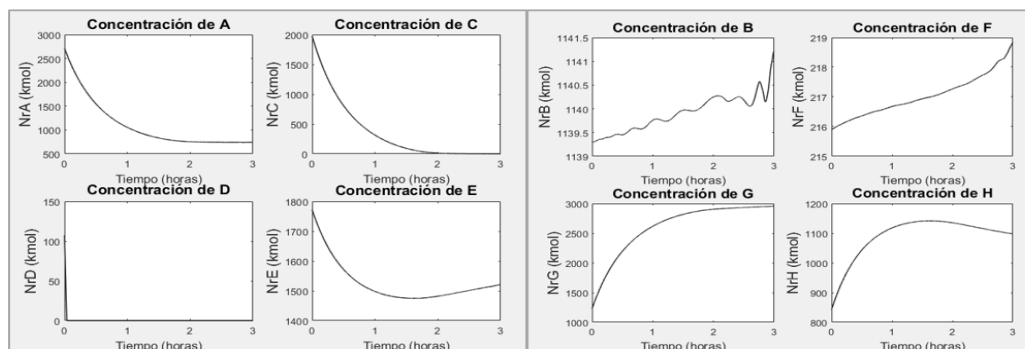 Concentración de A
NrA (kmol)
3000
2500
2000
1500
1000
500
0 1 2 3
Tiempo (horas)
Concentración de C
NrC (kmol)
2000
1500
1000
500
0
0 1 2 3
Tiempo (horas)
Concentración de B
NrB (kmol)
1141.5
1141
1140.5
1140
1139.5
1139
0 1 2 3
Tiempo (horas)
Concentración de F
NrF (kmol)
219
218
217
216
215
0 1 2 3
Tiempo (horas)
Concentración de D
NrD (kmol)
150
100
50
0
0 1 2 3
Tiempo (horas)
Concentración de E
NrE (kmol)
1800
1700
1600
1500
1400
0 1 2 3
Tiempo (horas)
Concentración de G
NrG (kmol)
3000
2500
2000
1500
1000
0 1 2 3
Tiempo (horas)
Concentración de H
NrH (kmol)
1200
1100
1000
900
800
0 1 2 3
Tiempo (horas)